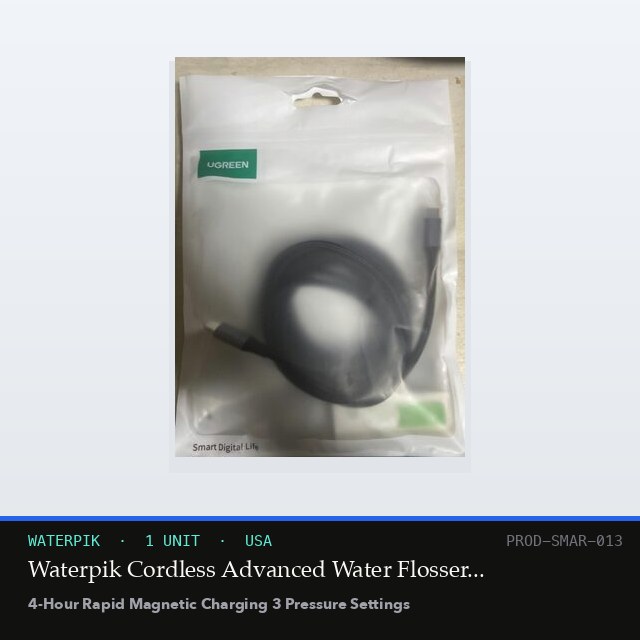 UGREEN
Smart Digital Life
WATERPIK · 1 UNIT · USA
PROD-SMAR-013
Waterpik Cordless Advanced Water Flosser...
4-Hour Rapid Magnetic Charging 3 Pressure Settings